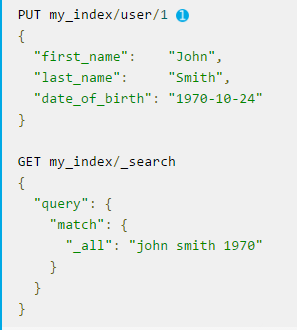 PUT my_index/user/1 1
{
  "first_name":    "John",
  "last_name":     "Smith",
  "date_of_birth": "1970-10-24"
}

GET my_index/_search
{
  "query": {
    "match": {
      "_all": "john smith 1970"
    }
  }
}